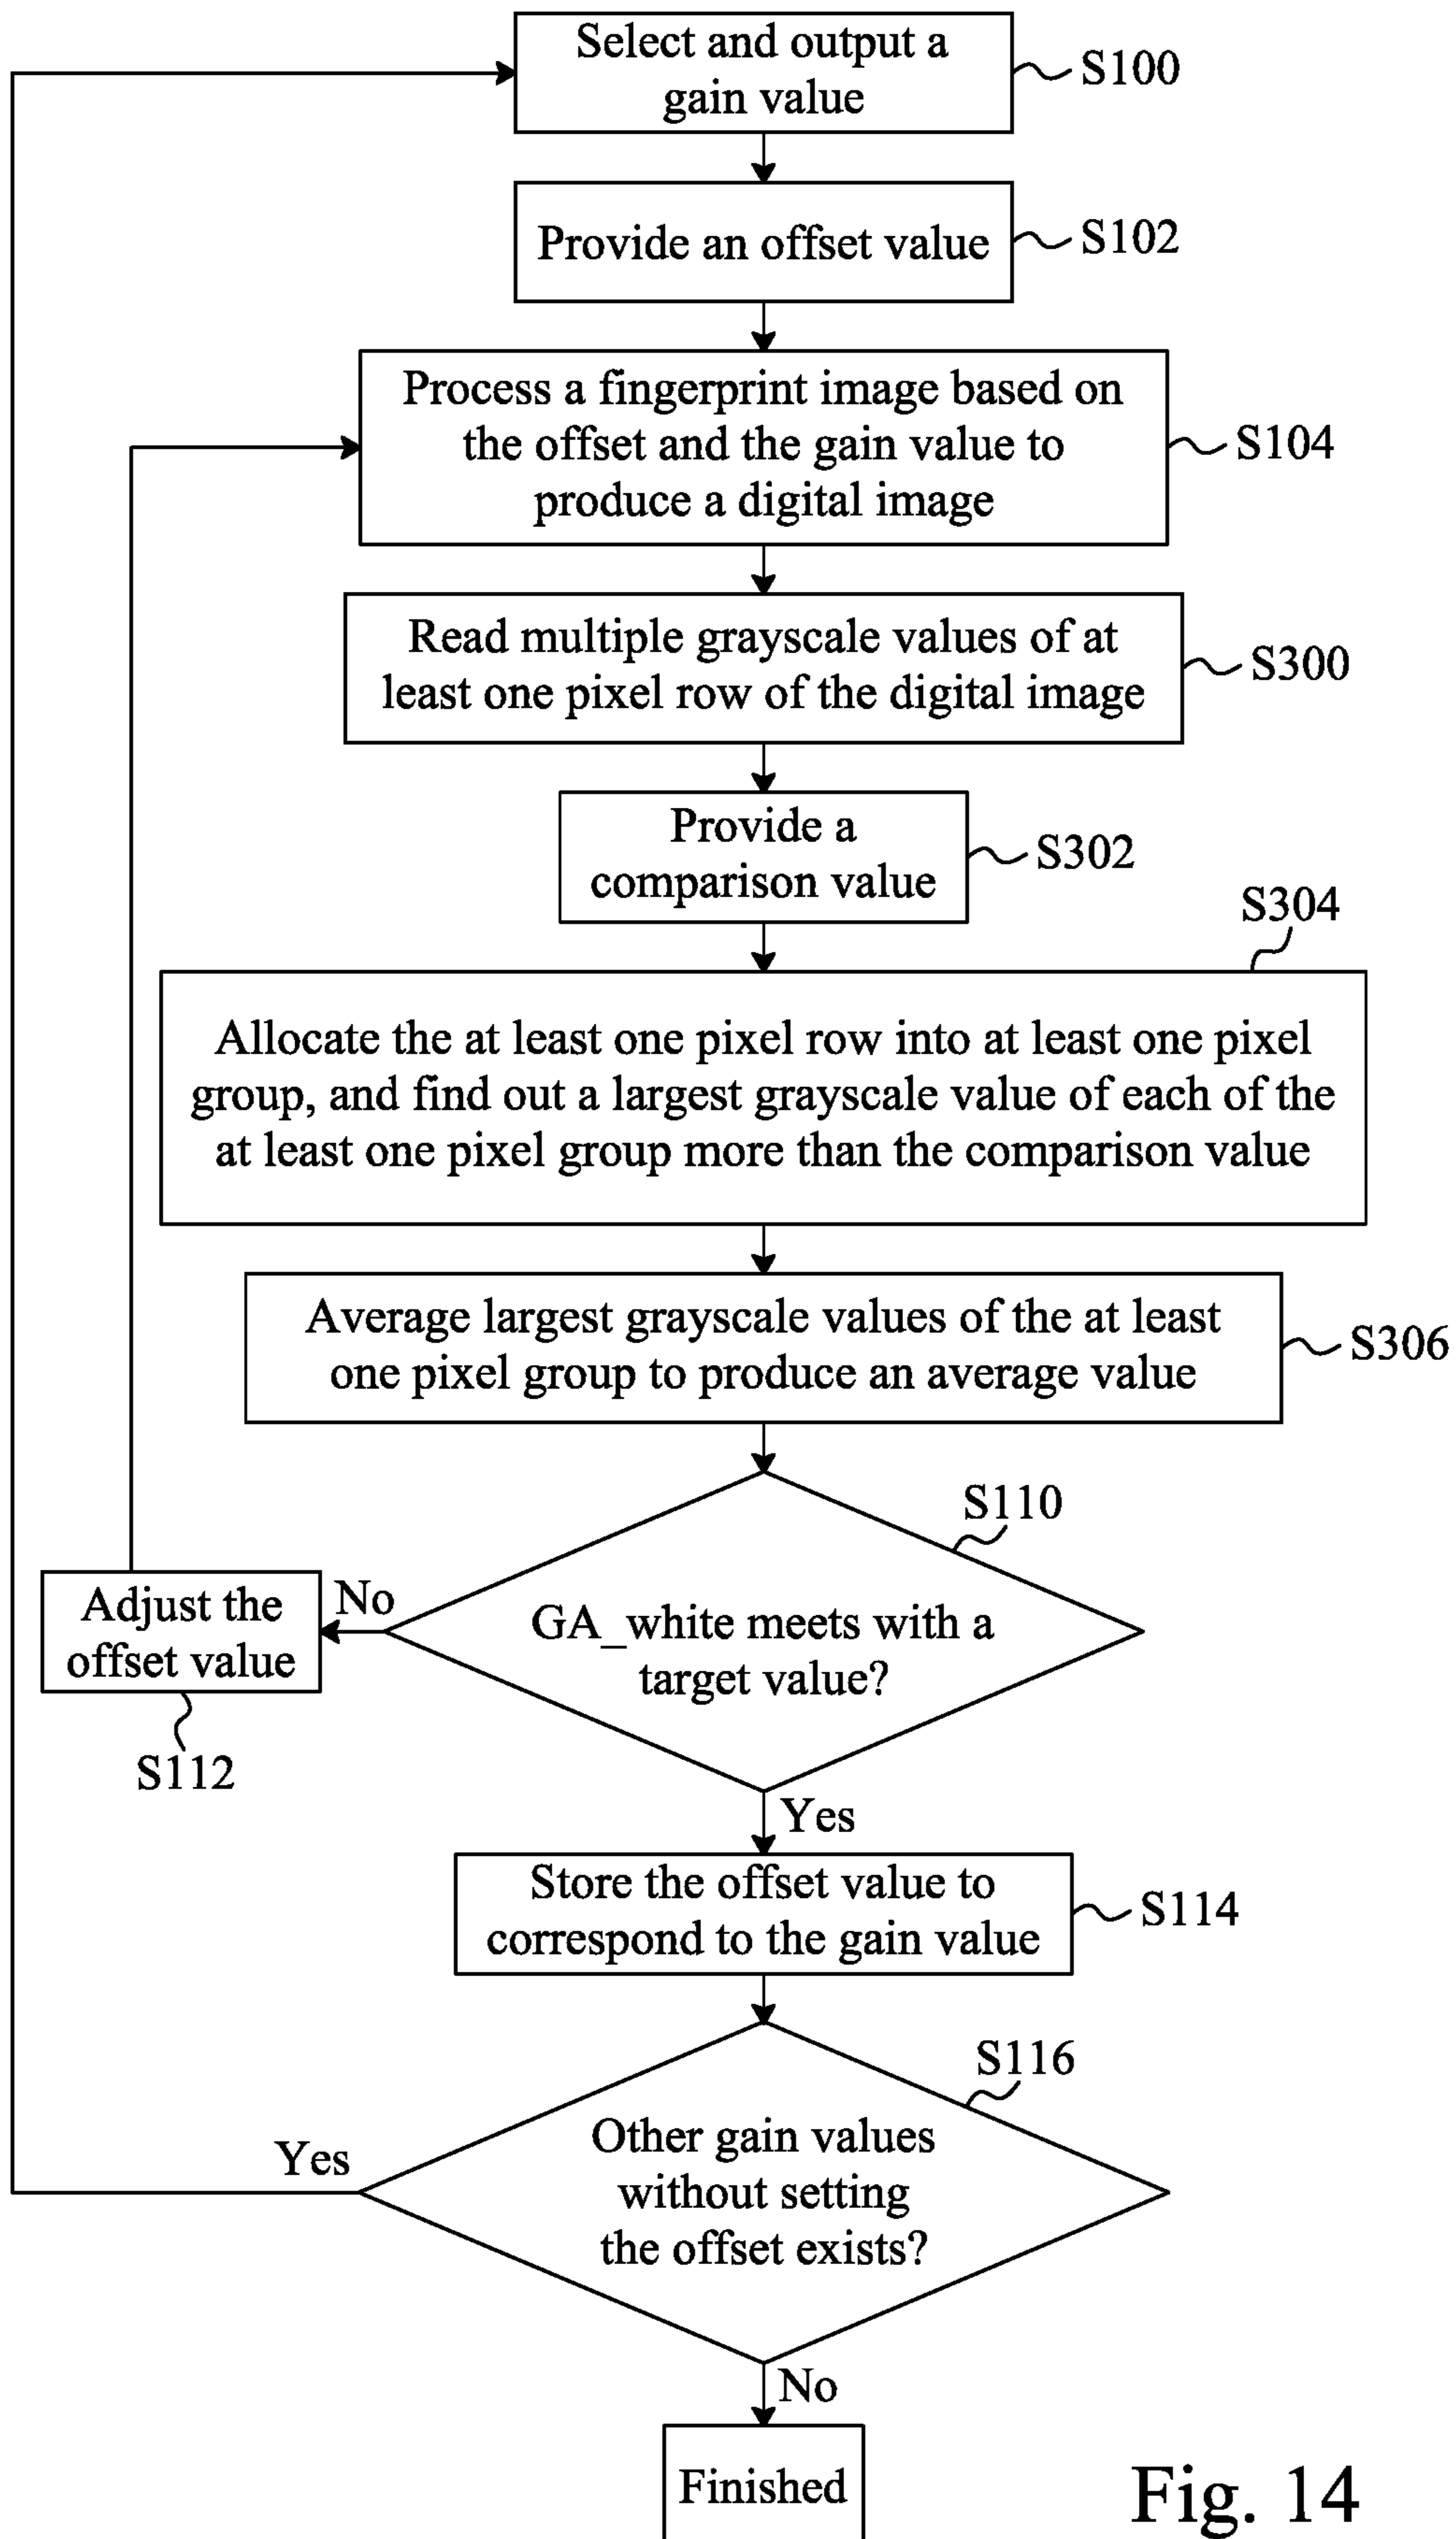 Select and output a
gain value
S100
Provide an offset value
S102
Process a fingerprint image based on
the offset and the gain value to
produce a digital image
S104
Read multiple grayscale values of at
least one pixel row of the digital image
S300
Provide a
comparison value
S302
S304
Allocate the at least one pixel row into at least one pixel
group, and find out a largest grayscale value of each of the
at least one pixel group more than the comparison value
Average largest grayscale values of the at least
one pixel group to produce an average value
S306
S110
GA_white meets with a
target value?
No
Adjust the
offset value
S112
Yes
Store the offset value to
correspond to the gain value
S114
S116
Other gain values
without setting
the offset exists?
Yes
No
Finished
Fig. 14